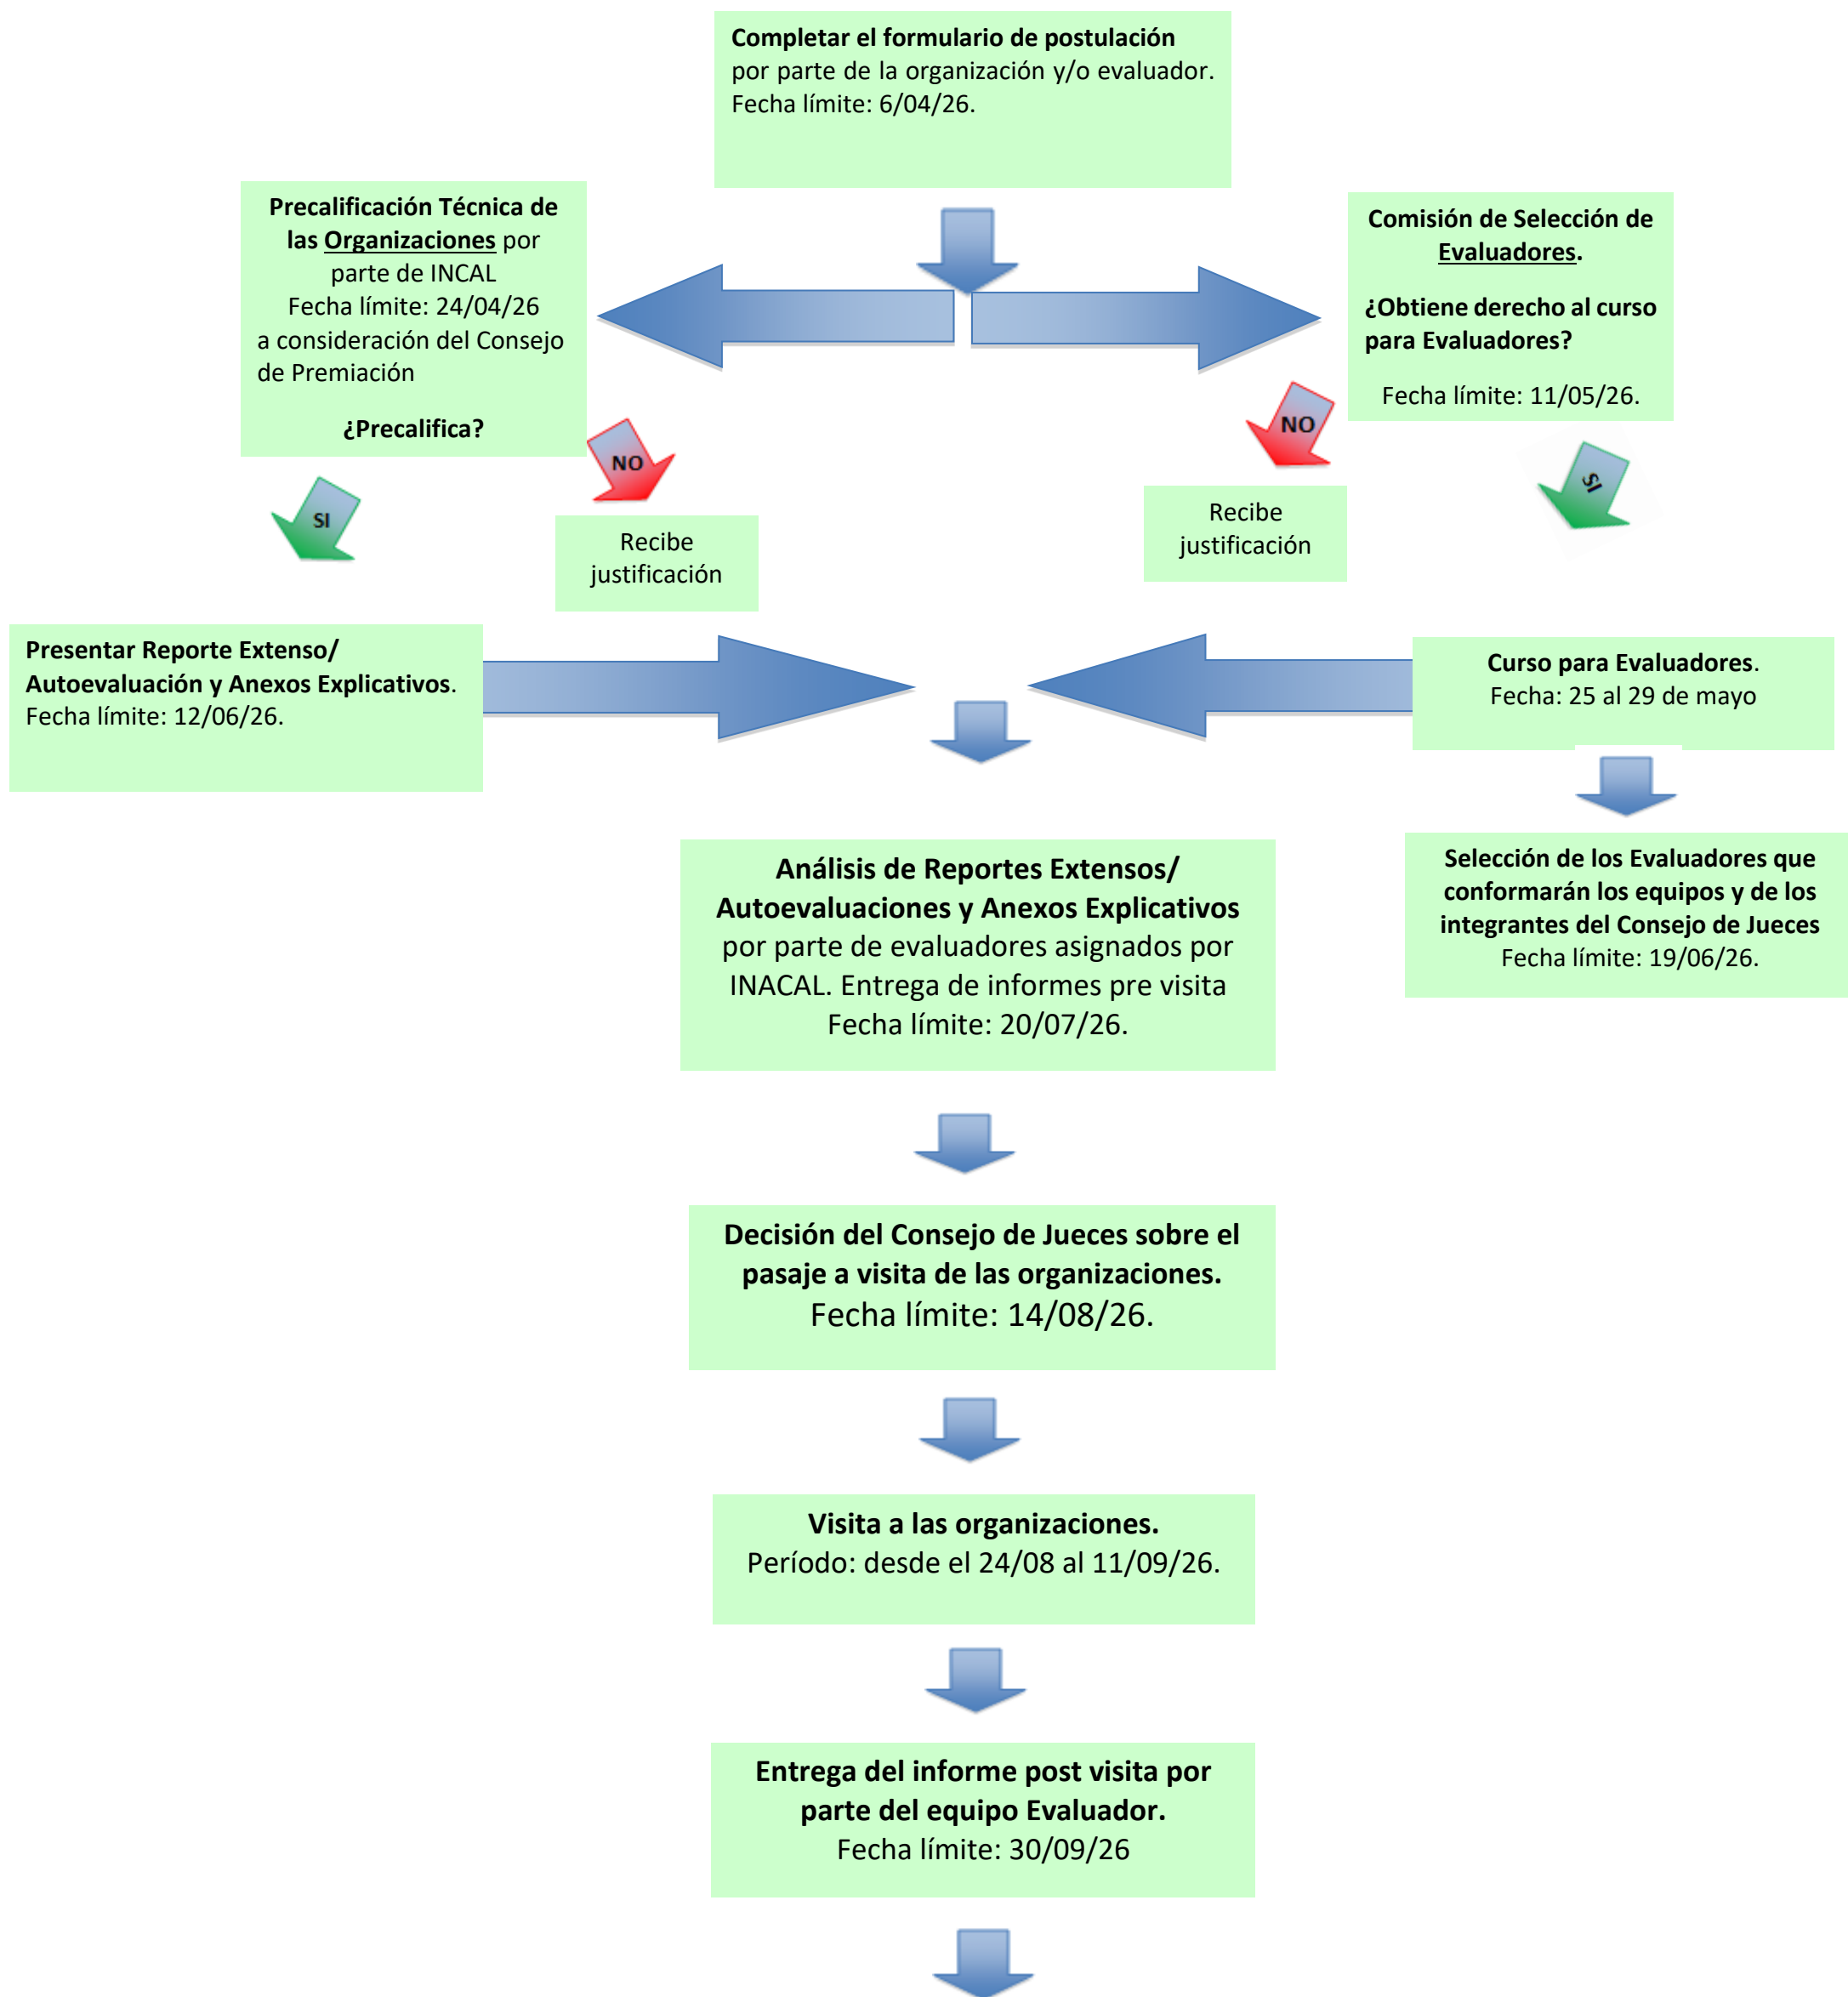 Completar el formulario de postulación
por parte de la organización y/o evaluador.
Fecha límite: 6/04/26.
Precalificación Técnica de
las Organizaciones por
parte de INCAL
Fecha límite: 24/04/26
a consideración del Consejo
de Premiación
¿Precalifica?
Comisión de Selección de
Evaluadores.
¿Obtiene derecho al curso
para Evaluadores?
Fecha límite: 11/05/26.
SI
NO
NO
SI
Recibe
justificación
Recibe
justificación
Presentar Reporte Extenso/
Autoevaluación y Anexos Explicativos.
Fecha límite: 12/06/26.
Curso para Evaluadores.
Fecha: 25 al 29 de mayo
Análisis de Reportes Extensos/
Autoevaluaciones y Anexos Explicativos
por parte de evaluadores asignados por
INACAL. Entrega de informes pre visita
Fecha límite: 20/07/26.
Selección de los Evaluadores que
conformarán los equipos y de los
integrantes del Consejo de Jueces
Fecha límite: 19/06/26.
Decisión del Consejo de Jueces sobre el
pasaje a visita de las organizaciones.
Fecha límite: 14/08/26.
Visita a las organizaciones.
Período: desde el 24/08 al 11/09/26.
Entrega del informe post visita por
parte del equipo Evaluador.
Fecha límite: 30/09/26